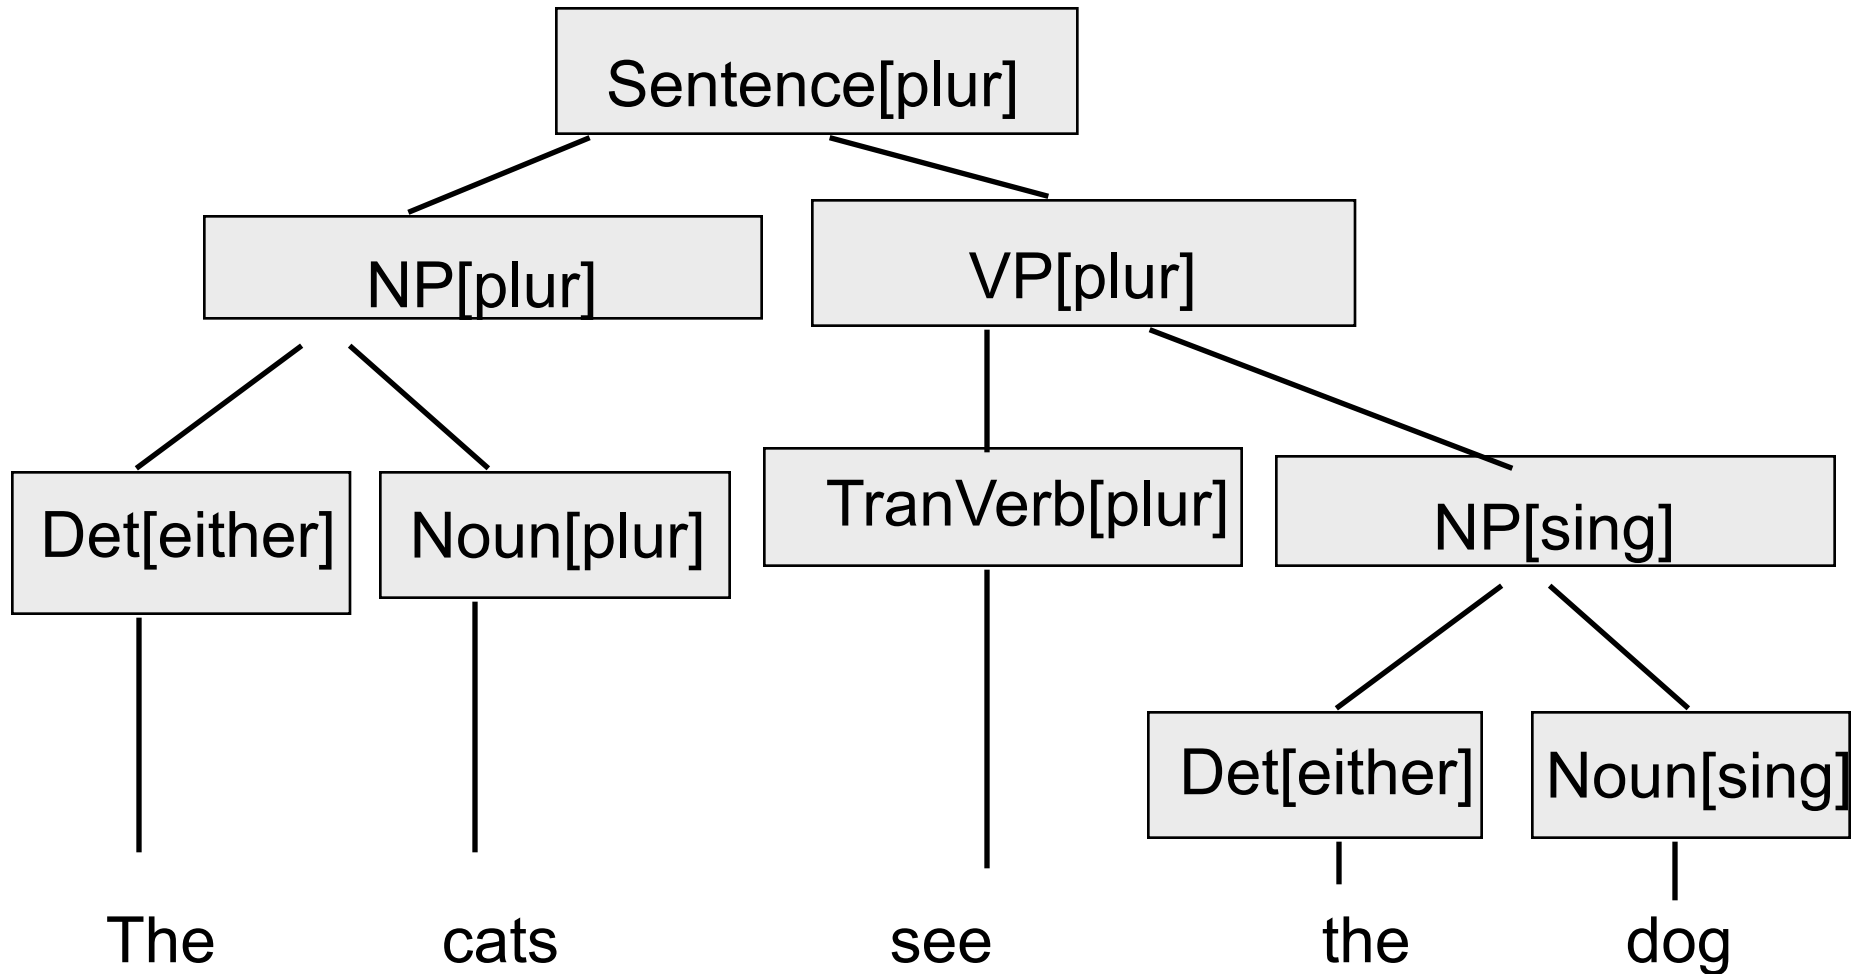 Sentence[plur]
NP[plur]
VP[plur]
Det[either]
Noun[plur]
TranVerb[plur]
NP[sing]
Det[either]
Noun[sing]
The cats see the dog